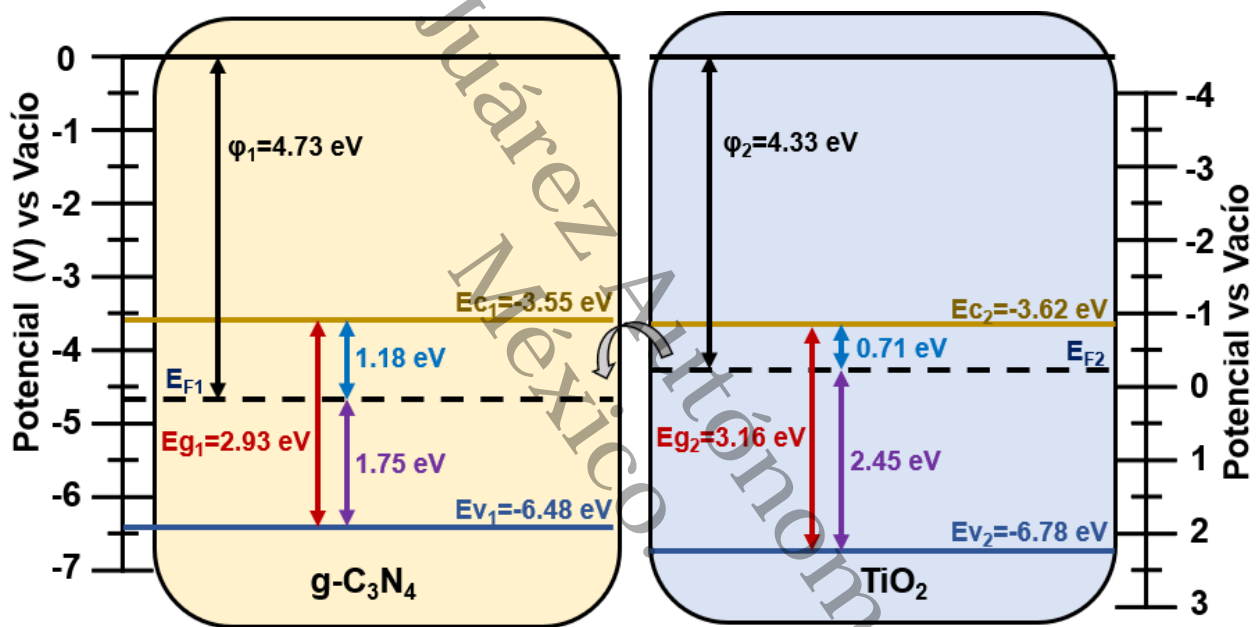 Potencial (V) vs Vacío
0
-1
-2
-3
-4
-5
-6
-7
φ₁=4.73 eV
Ec₁=-3.55 eV
1.18 eV
E_F1
Eg₁=2.93 eV
1.75 eV
Ev₁=-6.48 eV
g-C₃N₄
φ₂=4.33 eV
Ec₂=-3.62 eV
0.71 eV
E_F2
Eg₂=3.16 eV
2.45 eV
Ev₂=-6.78 eV
TiO₂
-4
-3
-2
-1
0
1
2
3
Potencial vs Vacío
Juárez Autónom
México.